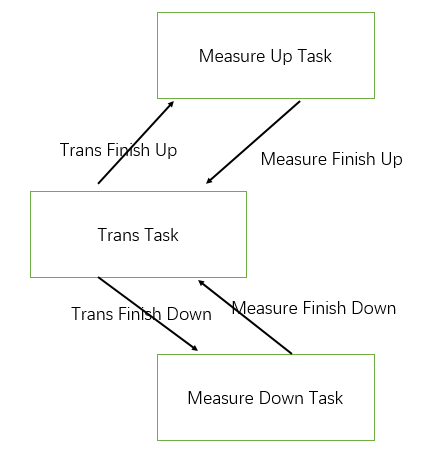 Measure Up Task
Trans Finish Up
Measure Finish Up
Trans Task
Trans Finish Down
Measure Finish Down
Measure Down Task